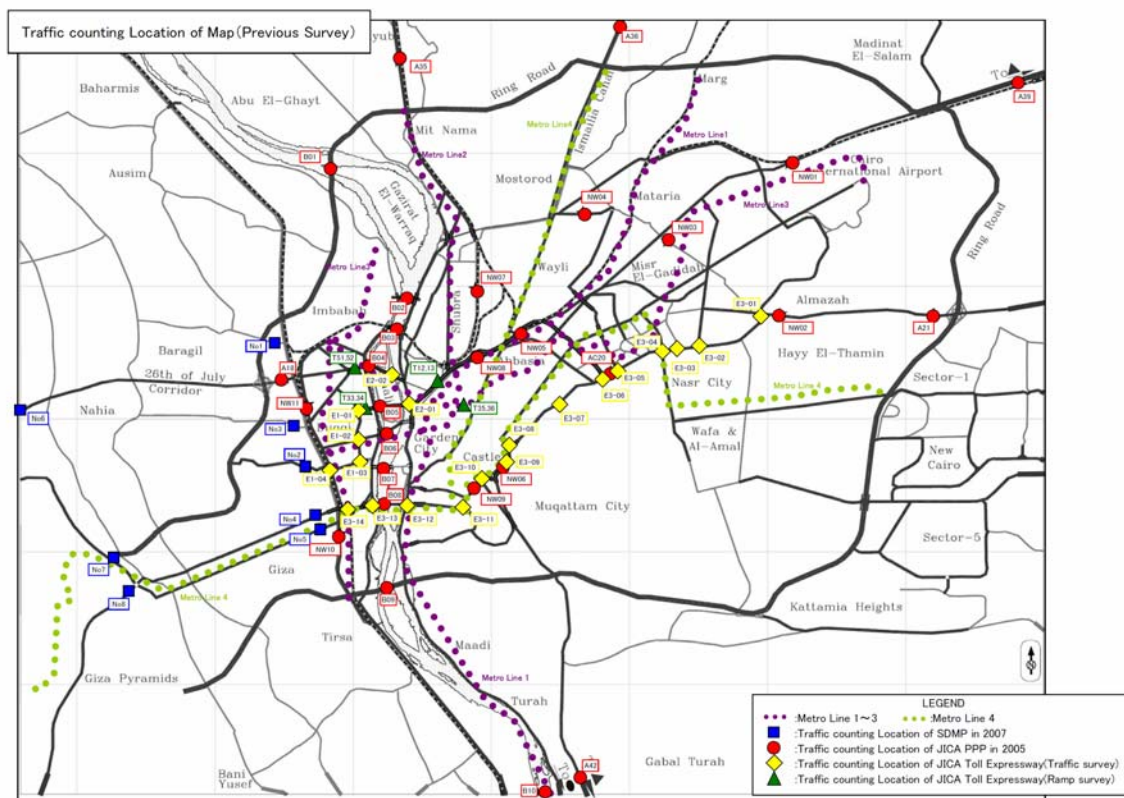 Traffic counting Location of Map(Previous Survey)
A36
Madinat
El-Salam
A35
Ring Road
To
Marg
A39
Baharmis
Abu El-Ghayt
Ismailia Canal
Metro Line4
Mit Nama
Metro Line1
Metro Line2
B01
Mostorod
NW01
International Airport
Ausim
Gazirat
El-Warraq
NW04
Mataria
Metro Line3
Ring Road
NW03
Misr
El-Gadidah
Wayli
Metro Line2
NW07
Shubra
Imbabah
B02
E3-01
Almazah
B03
NW02
A21
No1
NW05
E3-04
Baragil
T51,52
B04
T12,13
NW08
AC20
E3-02
Hayy El-Thamin
E3-03
26th of July
Corridor
A18
E2-02
E3-05
Nasr City
Sector-1
E3-06
Metro Line 4
No6
Nahia
NW11
T33,34
E2-01
T35,36
E3-07
E1-01
B05
No3
E1-02
B06
Garden
City
E3-08
Wafa &
Al-Amal
New
Cairo
No2
Castle
E3-09
E1-04
E1-03
B07
E3-10
NW06
B08
NW09
Muqattam City
No4
E3-14
E3-13
E3-12
E3-11
No5
NW10
Sector-5
No7
Giza
No8
Metro Line 4
B09
Kattamia Heights
Tirsa
Maadi
Giza Pyramids
Metro Line 1
Turah
LEGEND
:Metro Line 1~3
:Metro Line 4
:Traffic counting Location of SDMP in 2007
:Traffic counting Location of JICA PPP in 2005
:Traffic counting Location of JICA Toll Expressway(Traffic survey)
:Traffic counting Location of JICA Toll Expressway(Ramp survey)
To
A42
Gabal Turah
Bani
Yusef
B10
N